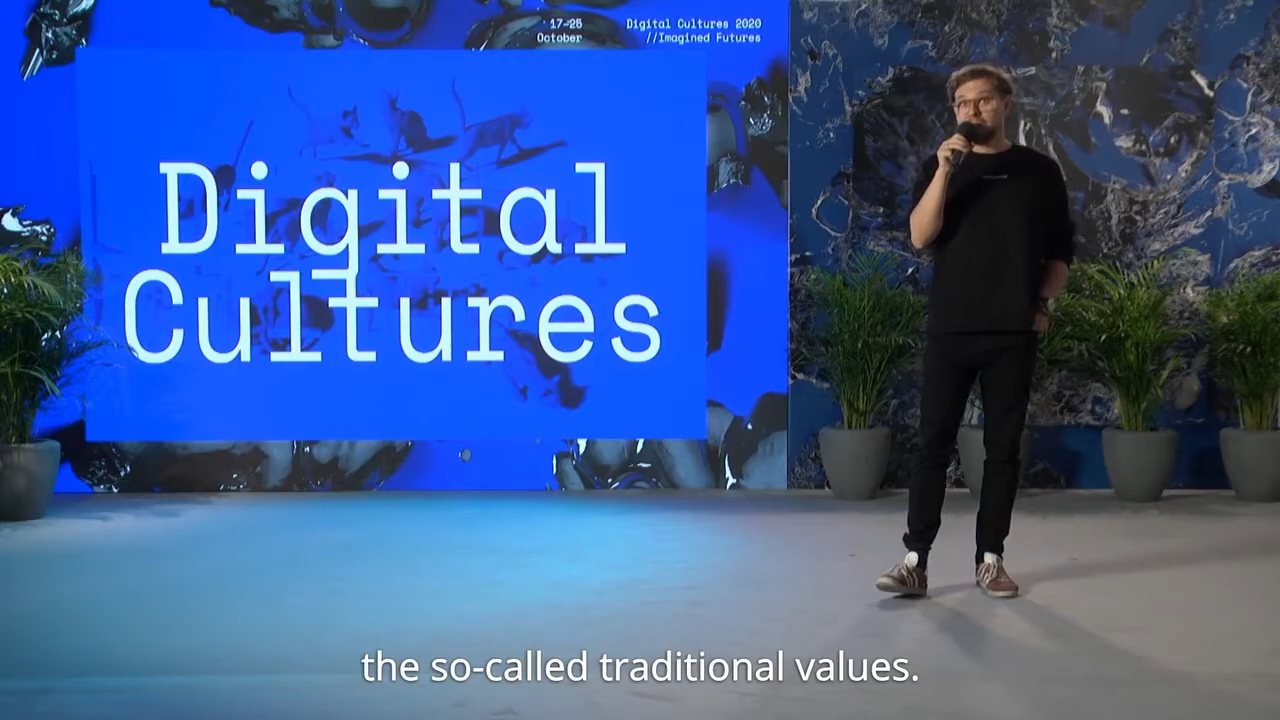 17–25
October
Digital Cultures 2020
//Imagined Futures
Digital
Cultures
the so-called traditional values.